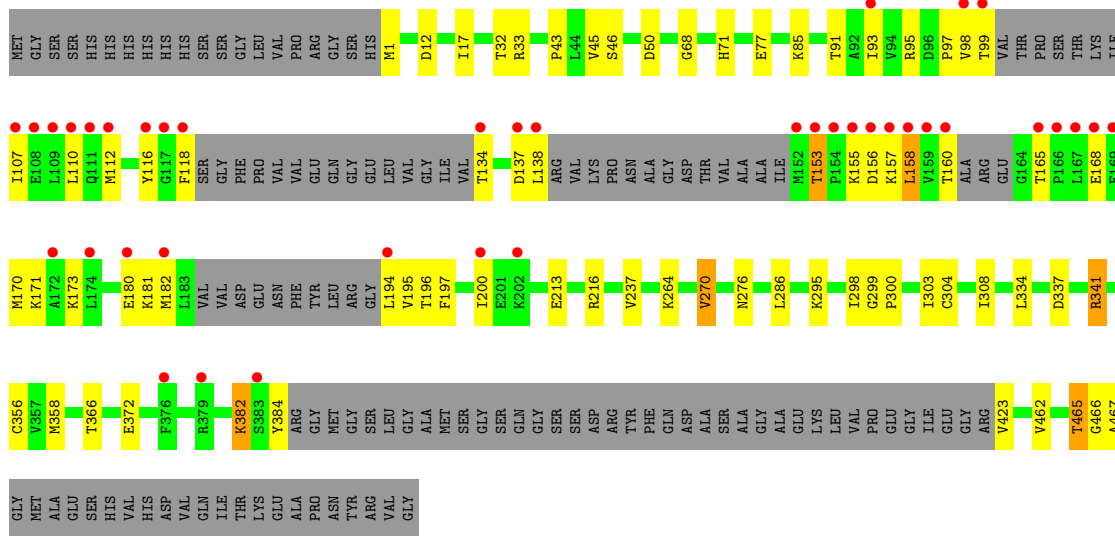 MET GLY SER SER HIS HIS HIS HIS HIS HIS SER SER GLY LEU VAL PRO ARG GLY SER HIS M1 D12 I17 T32 R33 P43 L44 V45 S46 D50 G68 H71 E77 K85 T91 A92 I93 V94 R95 D96 P97 V98 T99 VAL THR PRO SER THR LYS ILE
I107 E108 L109 L110 Q111 M112 Y116 G117 F118 SER GLY PHE PRO VAL VAL GLU GLN GLY GLU LEU VAL GLY ILE VAL T134 D137 L138 ARG VAL LYS PRO ASN ALA GLY ASP THR VAL ALA ALA ILE M152 T153 P154 K155 D156 K157 L158 V159 T160 ALA ARG GLU G164 T165 P166 L167 E168 E169
M170 K171 A172 K173 L174 E180 K181 M182 L183 VAL VAL ASP GLU ASN PHE TYR LEU ARG GLY L194 V195 T196 F197 I200 E201 K202 E213 R216 V237 K264 V270 N276 L286 K295 I298 G299 P300 I303 C304 I308 L334 D337 R341
C356 V357 M358 T366 E372 F376 R379 K382 S383 Y384 ARG GLY MET GLY SER LEU GLY ALA MET SER GLY SER GLN GLY SER SER ASP ARG TYR PHE GLN ASP ALA SER ALA GLY ALA GLU LYS LEU VAL PRO GLU GLY ILE GLU GLY ARG V423 V462 T465 G466 A467
GLY MET ALA GLU SER HIS VAL HIS ASP VAL GLN ILE THR LYS GLU ALA PRO ASN TYR ARG VAL GLY